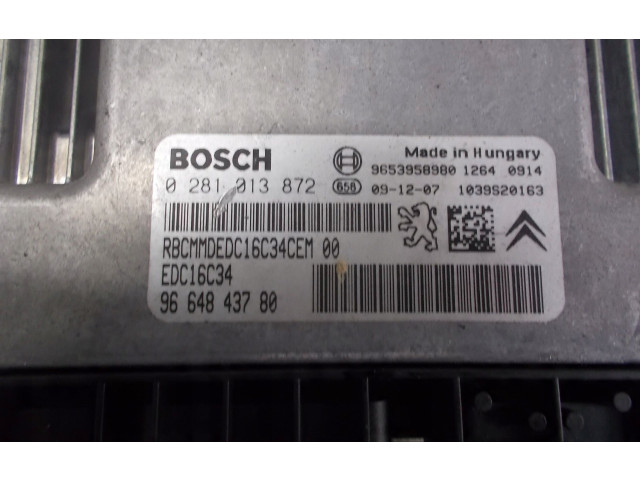 BOSCH
Made in Hungary
9653958980 1264 0914
0 281 013 872 658 09-12-07 1039S20163
RBCMMDEDC16C34CEM 00
EDC16C34
96 648 437 80